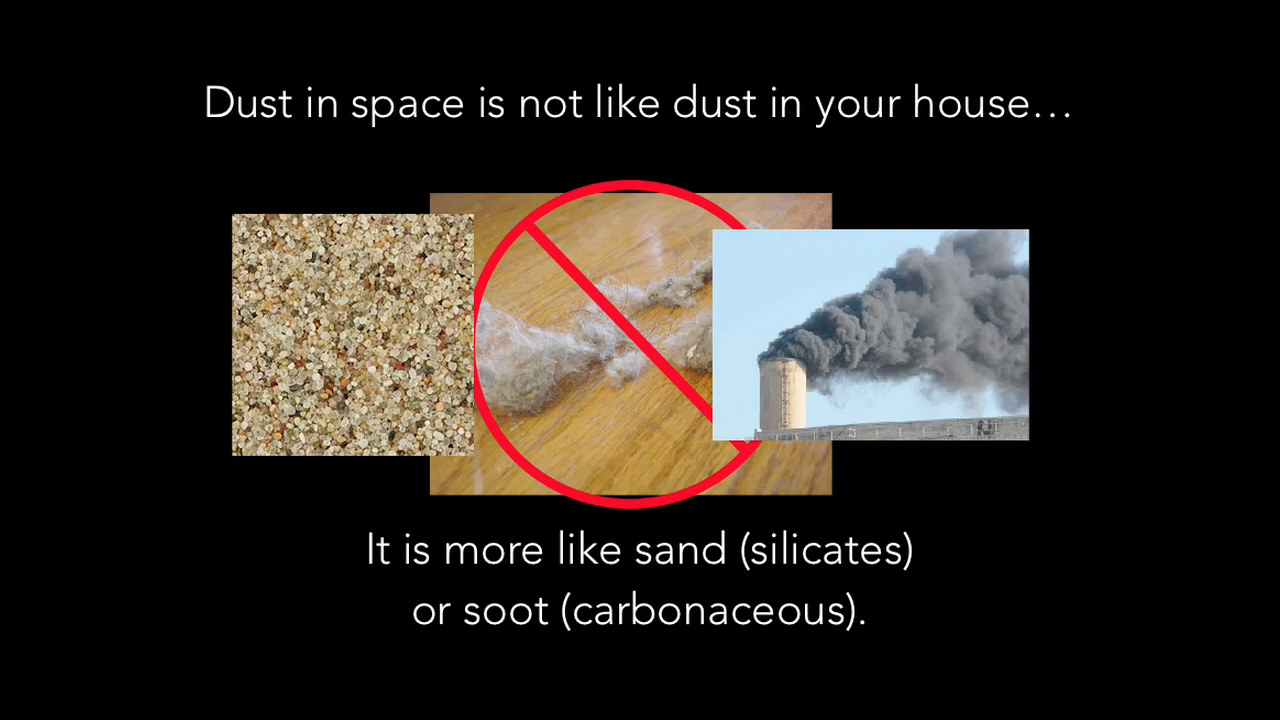 Dust in space is not like dust in your house…
It is more like sand (silicates)
or soot (carbonaceous).